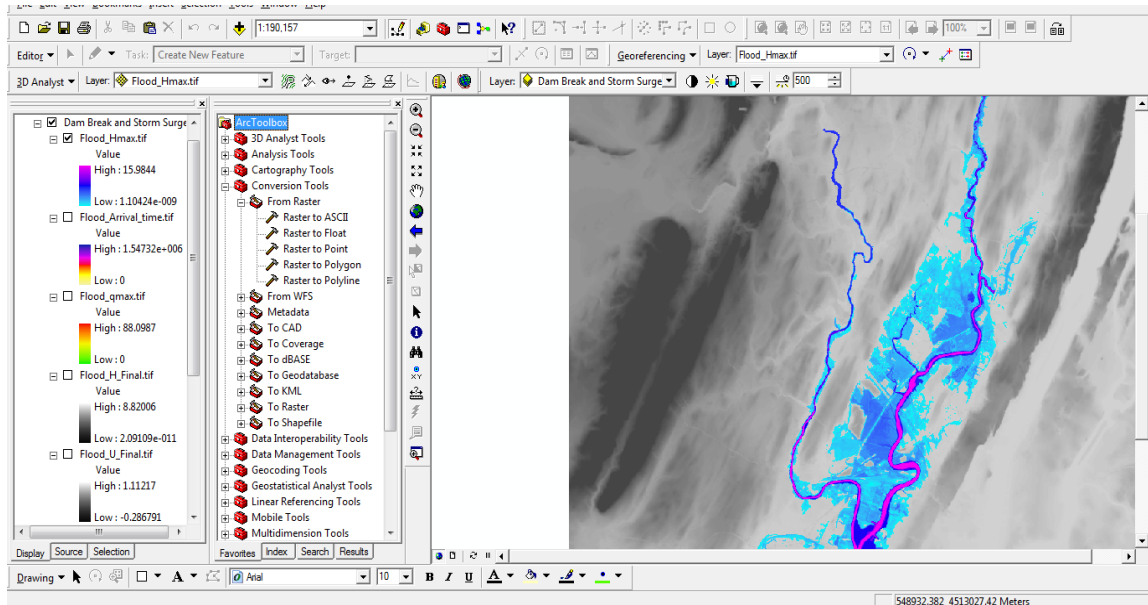 1:190,157
100%
Editor Task: Create New Feature Target: Georeferencing Layer: Flood_Hmax.tif
3D Analyst Layer: Flood_Hmax.tif Layer: Dam Break and Storm Surge 500
Dam Break and Storm Surge
Flood_Hmax.tif
Value
High : 15.9844
Low : 1.10424e-009
Flood_Arrival_time.tif
Value
High : 1.54732e+006
Low : 0
Flood_qmax.tif
Value
High : 88.0987
Low : 0
Flood_H_Final.tif
Value
High : 8.82006
Low : 2.09109e-011
Flood_U_Final.tif
Value
High : 1.11217
Low : -0.286791
Display Source Selection
ArcToolbox
3D Analyst Tools
Analysis Tools
Cartography Tools
Conversion Tools
From Raster
Raster to ASCII
Raster to Float
Raster to Point
Raster to Polygon
Raster to Polyline
From WFS
Metadata
To CAD
To Coverage
To dBASE
To Geodatabase
To KML
To Raster
To Shapefile
Data Interoperability Tools
Data Management Tools
Geocoding Tools
Geostatistical Analyst Tools
Linear Referencing Tools
Mobile Tools
Multidimension Tools
Favorites Index Search Results
XY
Drawing A Arial 10 B I U A
548932.382 4513027.42 Meters